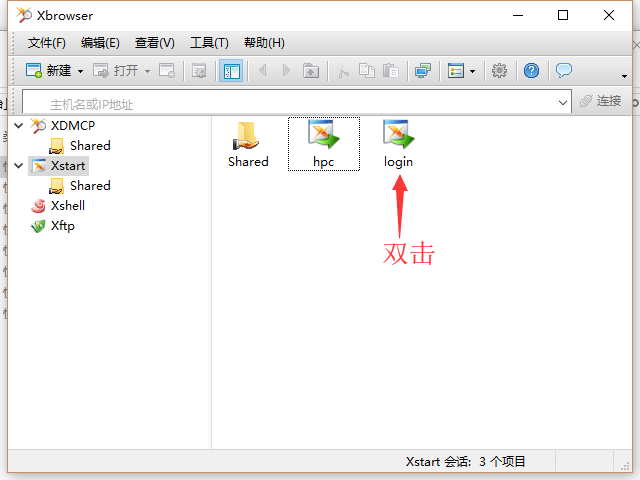 Xbrowser
文件(F) 编辑(E) 查看(V) 工具(T) 帮助(H)
新建 打开
主机名或IP地址 连接
XDMCP
Shared
Xstart
Shared
Xshell
Xftp
Shared hpc login
双击
Xstart 会话: 3 个项目